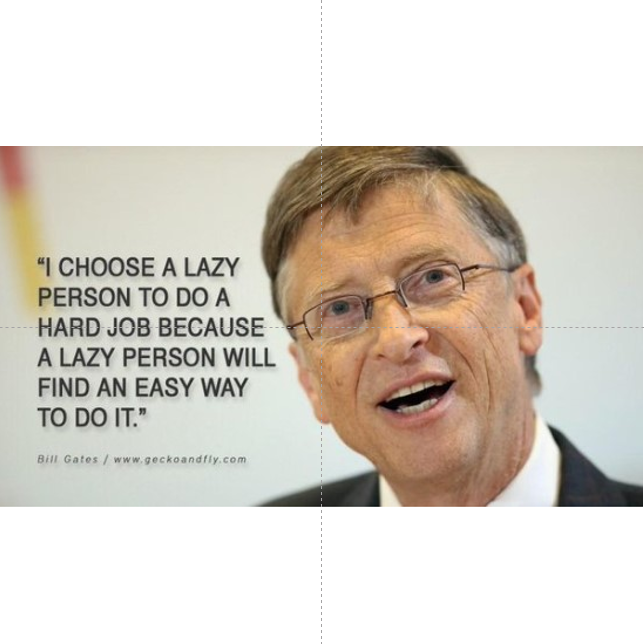 “I CHOOSE A LAZY
PERSON TO DO A
HARD JOB BECAUSE
A LAZY PERSON WILL
FIND AN EASY WAY
TO DO IT.”
Bill Gates / www.geckoandfly.com